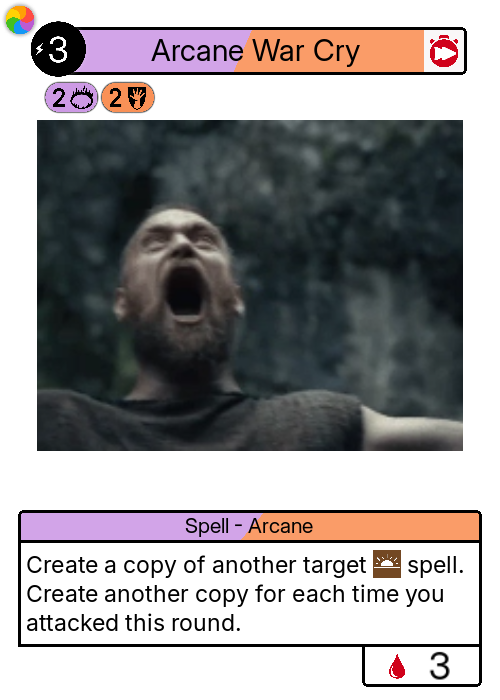 3 Arcane War Cry
2 2
Spell - Arcane
Create a copy of another target spell.
Create another copy for each time you
attacked this round.
3